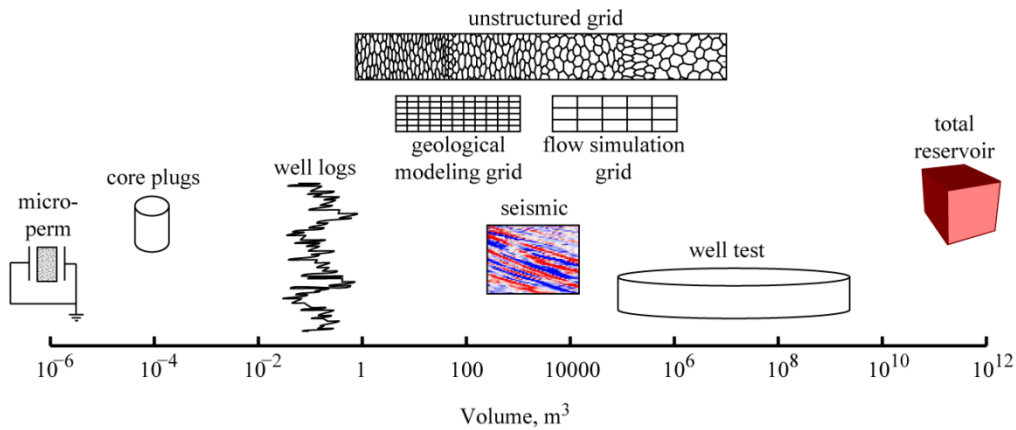 unstructured grid
geological
modeling grid
flow simulation
grid
total
reservoir
well logs
core plugs
micro-
perm
seismic
well test
10⁻⁶
10⁻⁴
10⁻²
1
100
10000
10⁶
10⁸
10¹⁰
10¹²
Volume, m³